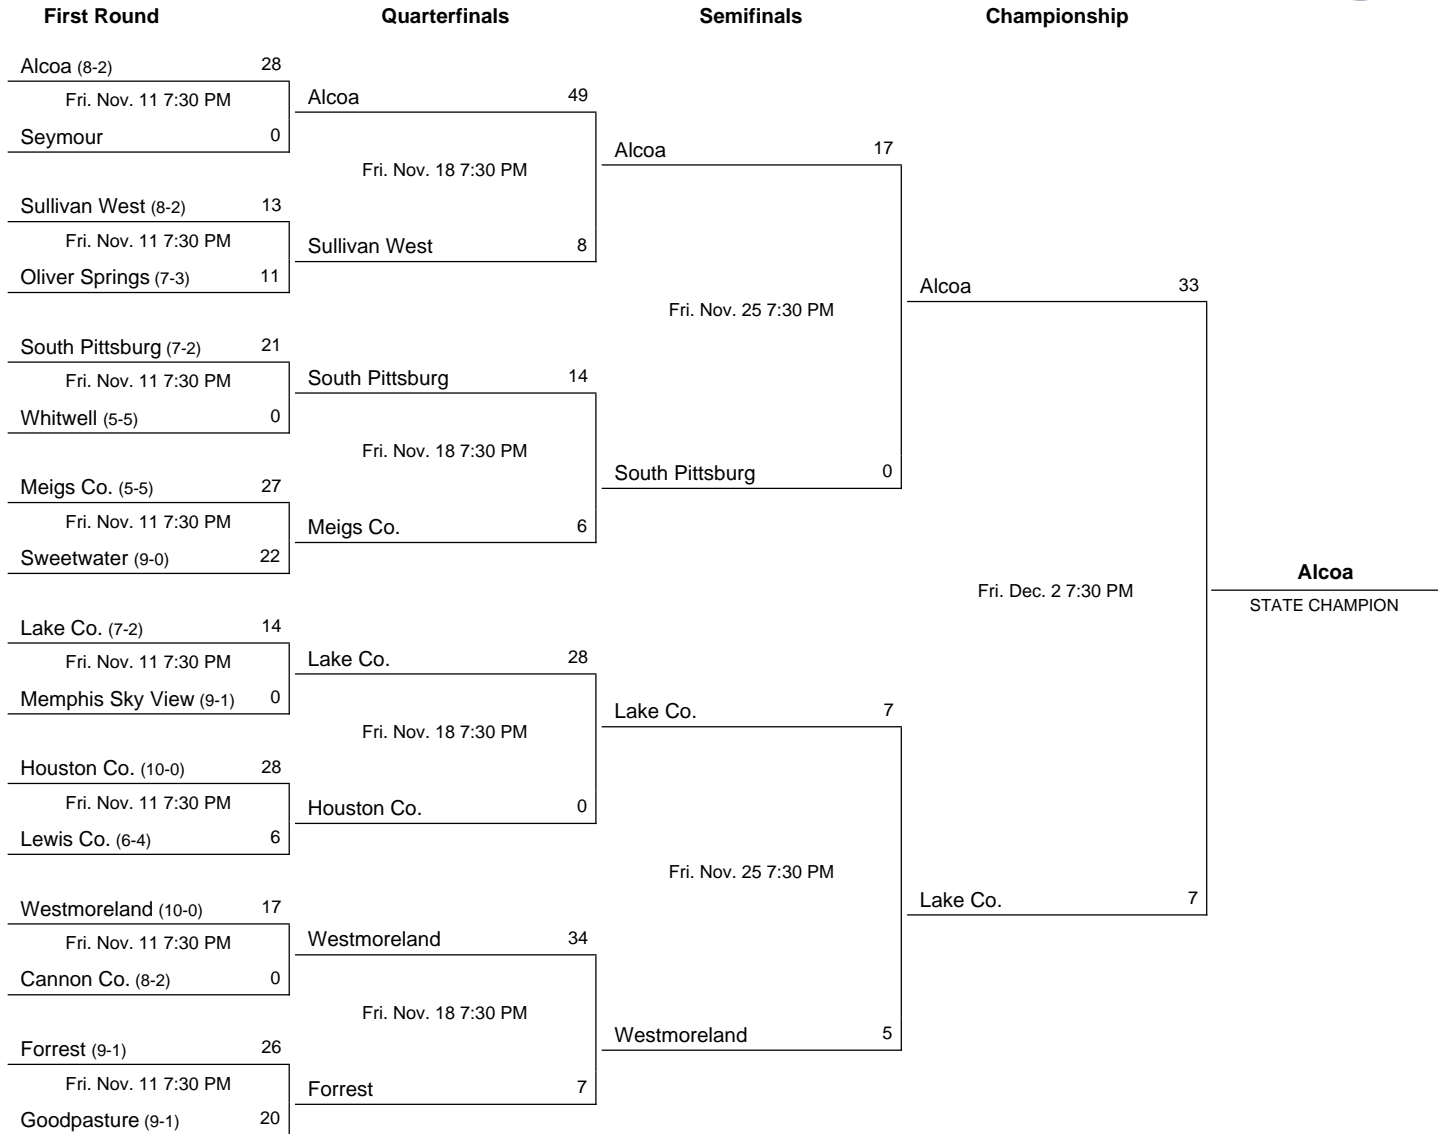 First Round Quarterfinals Semifinals Championship
Alcoa (8-2) 28
Fri. Nov. 11 7:30 PM
Seymour 0
Sullivan West (8-2) 13
Fri. Nov. 11 7:30 PM
Oliver Springs (7-3) 11
South Pittsburg (7-2) 21
Fri. Nov. 11 7:30 PM
Whitwell (5-5) 0
Meigs Co. (5-5) 27
Fri. Nov. 11 7:30 PM
Sweetwater (9-0) 22
Lake Co. (7-2) 14
Fri. Nov. 11 7:30 PM
Memphis Sky View (9-1) 0
Houston Co. (10-0) 28
Fri. Nov. 11 7:30 PM
Lewis Co. (6-4) 6
Westmoreland (10-0) 17
Fri. Nov. 11 7:30 PM
Cannon Co. (8-2) 0
Forrest (9-1) 26
Fri. Nov. 11 7:30 PM
Goodpasture (9-1) 20
Alcoa 49
Fri. Nov. 18 7:30 PM
Sullivan West 8
South Pittsburg 14
Fri. Nov. 18 7:30 PM
Meigs Co. 6
Lake Co. 28
Fri. Nov. 18 7:30 PM
Houston Co. 0
Westmoreland 34
Fri. Nov. 18 7:30 PM
Forrest 7
Alcoa 17
Fri. Nov. 25 7:30 PM
South Pittsburg 0
Lake Co. 7
Fri. Nov. 25 7:30 PM
Westmoreland 5
Alcoa 33
Fri. Dec. 2 7:30 PM
Lake Co. 7
Alcoa
STATE CHAMPION